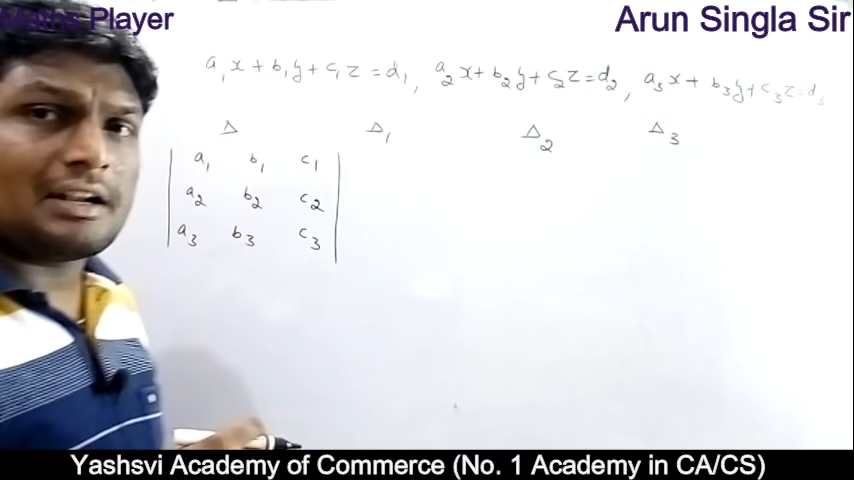 Maths Player
Arun Singla Sir
a₁x + b₁y + c₁z = d₁, a₂x + b₂y + c₂z = d₂, a₃x + b₃y + c₃z = d₃
Δ Δ₁ Δ₂ Δ₃
| a₁ b₁ c₁ |
| a₂ b₂ c₂ |
| a₃ b₃ c₃ |
Yashsvi Academy of Commerce (No. 1 Academy in CA/CS)